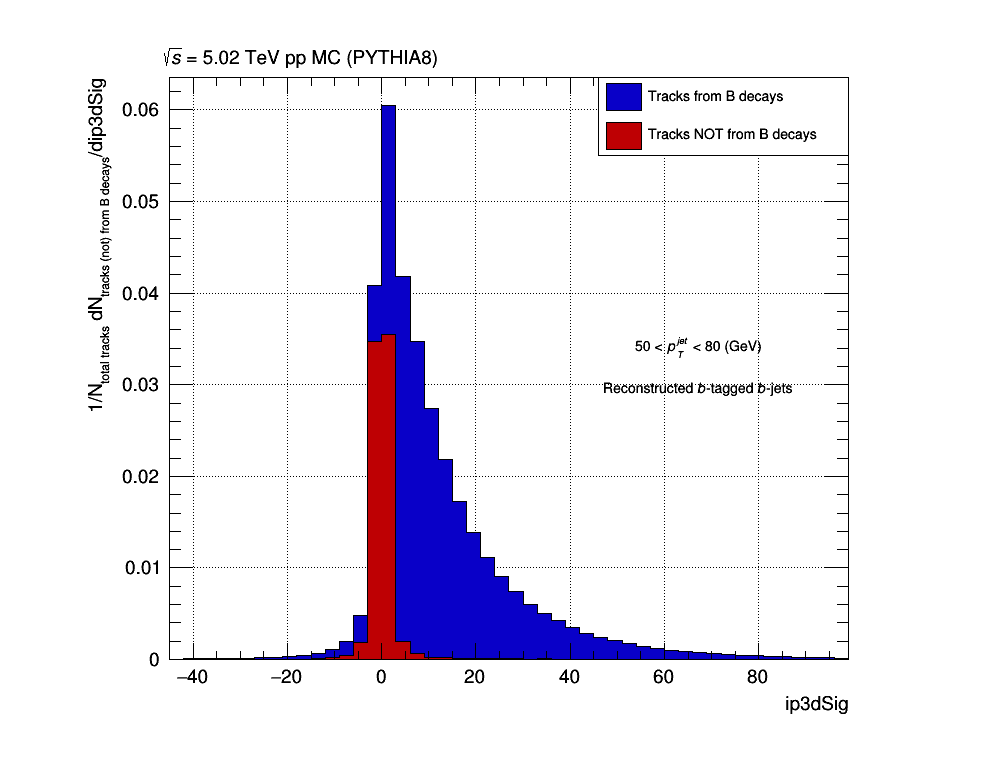 √s = 5.02 TeV pp MC (PYTHIA8)
1/N_total tracks dN_tracks (not) from B decays/dip3dSig
0.06
0.05
0.04
0.03
0.02
0.01
0
Tracks from B decays
Tracks NOT from B decays
50 < p_T^jet < 80 (GeV)
Reconstructed b-tagged b-jets
−40 −20 0 20 40 60 80
ip3dSig